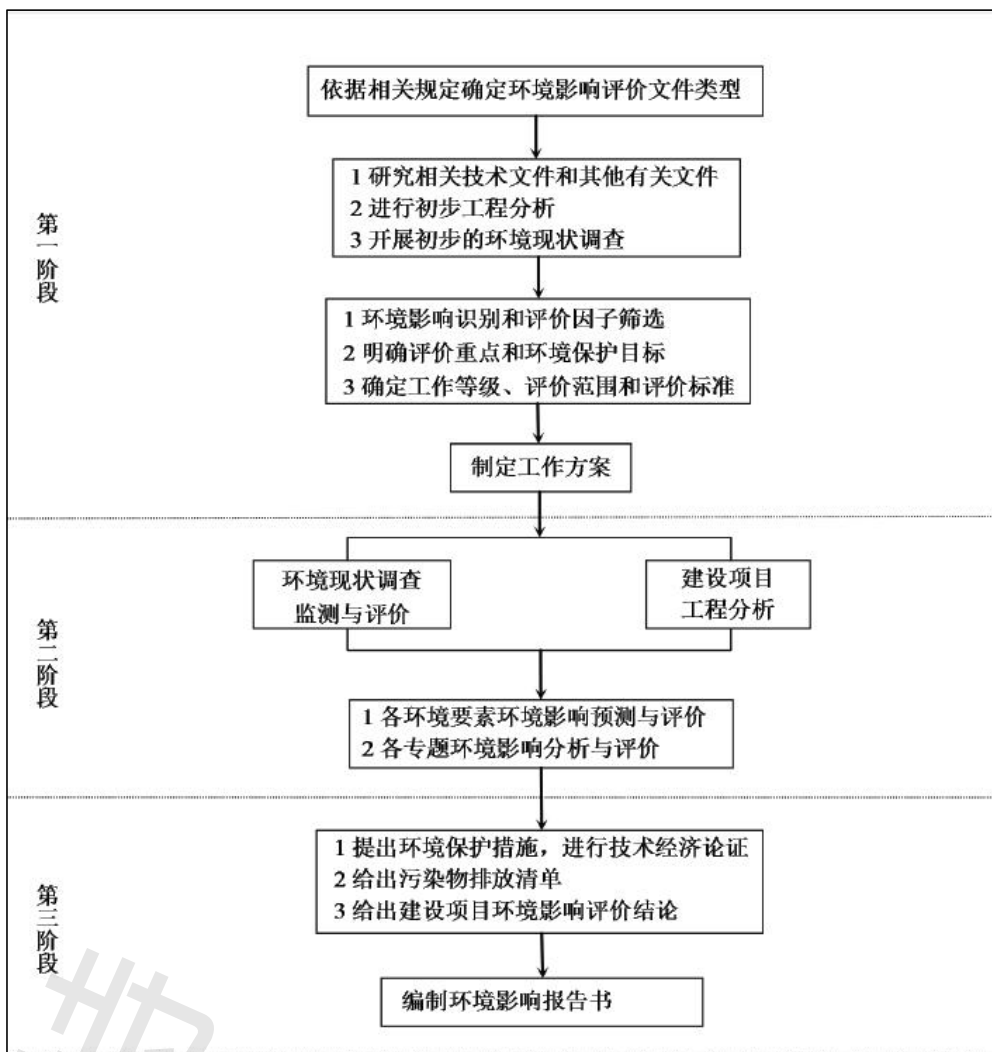 依据相关规定确定环境影响评价文件类型
1 研究相关技术文件和其他有关文件
2 进行初步工程分析
3 开展初步的环境现状调查
第一阶段
1 环境影响识别和评价因子筛选
2 明确评价重点和环境保护目标
3 确定工作等级、评价范围和评价标准
制定工作方案
环境现状调查
监测与评价
建设项目
工程分析
第二阶段
1 各环境要素环境影响预测与评价
2 各专题环境影响分析与评价
1 提出环境保护措施，进行技术经济论证
2 给出污染物排放清单
3 给出建设项目环境影响评价结论
第三阶段
编制环境影响报告书